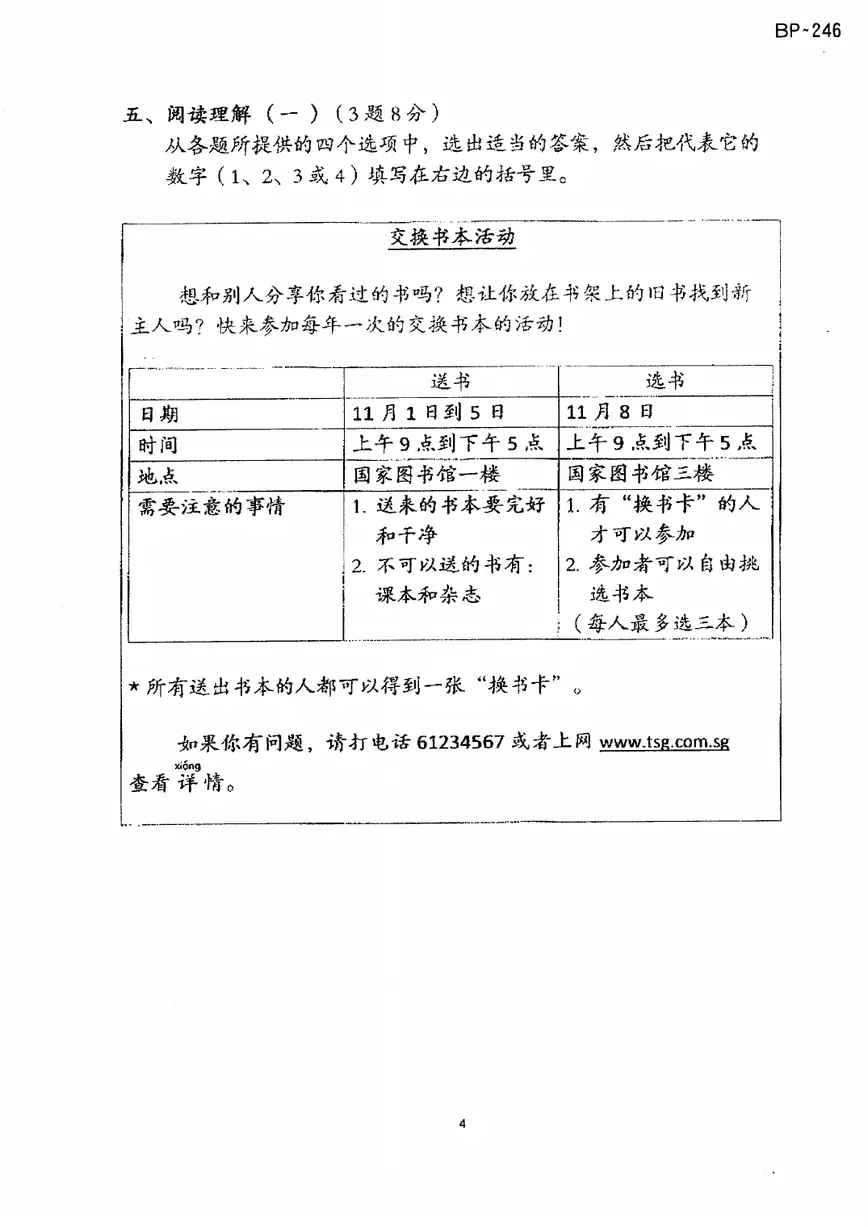 BP~246
五、阅读理解（一）（3题8分）
从各题所提供的四个选项中，选出适当的答案，然后把代表它的
数字（1、2、3或4）填写在右边的括号里。
交换书本活动
想和别人分享你看过的书吗？想让你放在书架上的旧书找到新
主人吗？快来参加每年一次的交换书本的活动！
送书 选书
日期 11月1日到5日 11月8日
时间 上午9点到下午5点 上午9点到下午5点
地点 国家图书馆一楼 国家图书馆三楼
需要注意的事情 1. 送来的书本要完好 1. 有“换书卡”的人
和干净 才可以参加
2. 不可以送的书有： 2. 参加者可以自由挑
课本和杂志 选书本
（每人最多选三本）
* 所有送出书本的人都可以得到一张“换书卡”。
如果你有问题，请打电话 61234567 或者上网 www.tsg.com.sg
xiáng
查看详情。
4